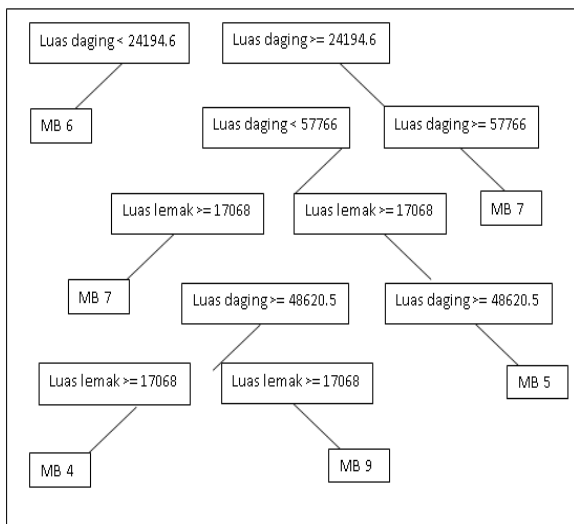 Luas daging < 24194.6
Luas daging >= 24194.6
MB 6
Luas daging < 57766
Luas daging >= 57766
Luas lemak >= 17068
Luas lemak >= 17068
MB 7
MB 7
Luas daging >= 48620.5
Luas daging >= 48620.5
Luas lemak >= 17068
Luas lemak >= 17068
MB 5
MB 4
MB 9